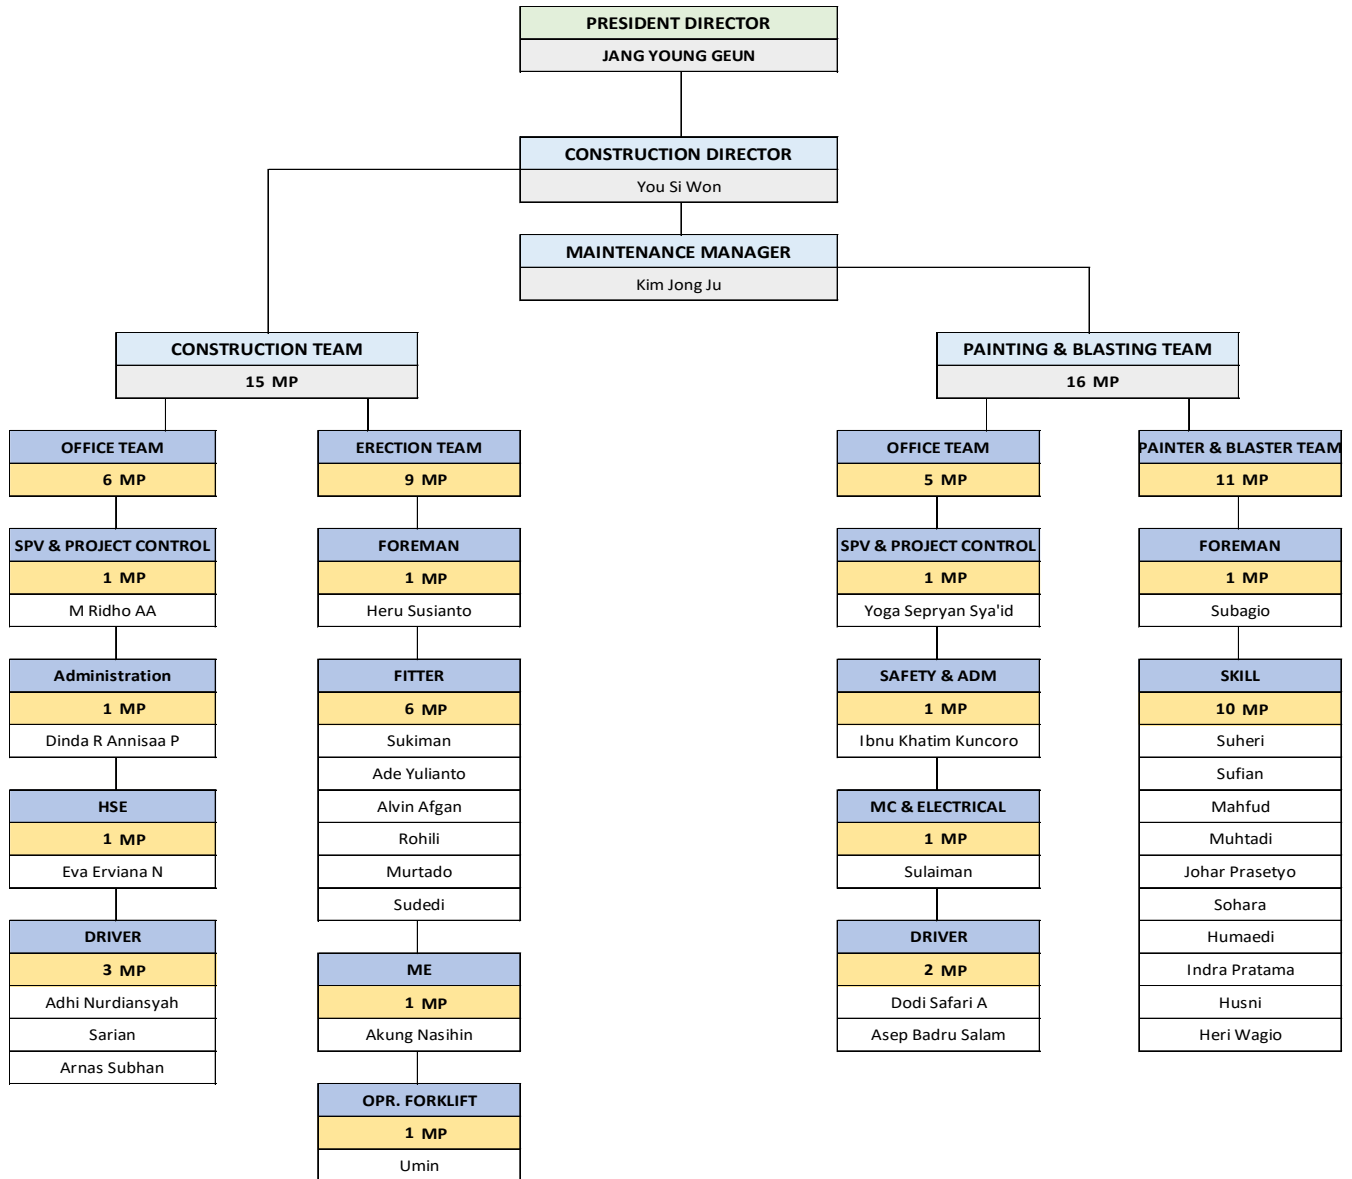 PRESIDENT DIRECTOR
JANG YOUNG GEUN
CONSTRUCTION DIRECTOR
You Si Won
MAINTENANCE MANAGER
Kim Jong Ju
CONSTRUCTION TEAM
15 MP
OFFICE TEAM
6 MP
SPV & PROJECT CONTROL
1 MP
M Ridho AA
Administration
1 MP
Dinda R Annisaa P
HSE
1 MP
Eva Erviana N
DRIVER
3 MP
Adhi Nurdiansyah
Sarian
Arnas Subhan
ERECTION TEAM
9 MP
FOREMAN
1 MP
Heru Susianto
FITTER
6 MP
Sukiman
Ade Yulianto
Alvin Afgan
Rohili
Murtado
Sudedi
ME
1 MP
Akung Nasihin
OPR. FORKLIFT
1 MP
Umin
PAINTING & BLASTING TEAM
16 MP
OFFICE TEAM
5 MP
SPV & PROJECT CONTROL
1 MP
Yoga Sepryan Sya'id
SAFETY & ADM
1 MP
Ibnu Khatim Kuncoro
MC & ELECTRICAL
1 MP
Sulaiman
DRIVER
2 MP
Dodi Safari A
Asep Badru Salam
PAINTER & BLASTER TEAM
11 MP
FOREMAN
1 MP
Subagio
SKILL
10 MP
Suheri
Sufian
Mahfud
Muhtadi
Johar Prasetyo
Sohara
Humaedi
Indra Pratama
Husni
Heri Wagio